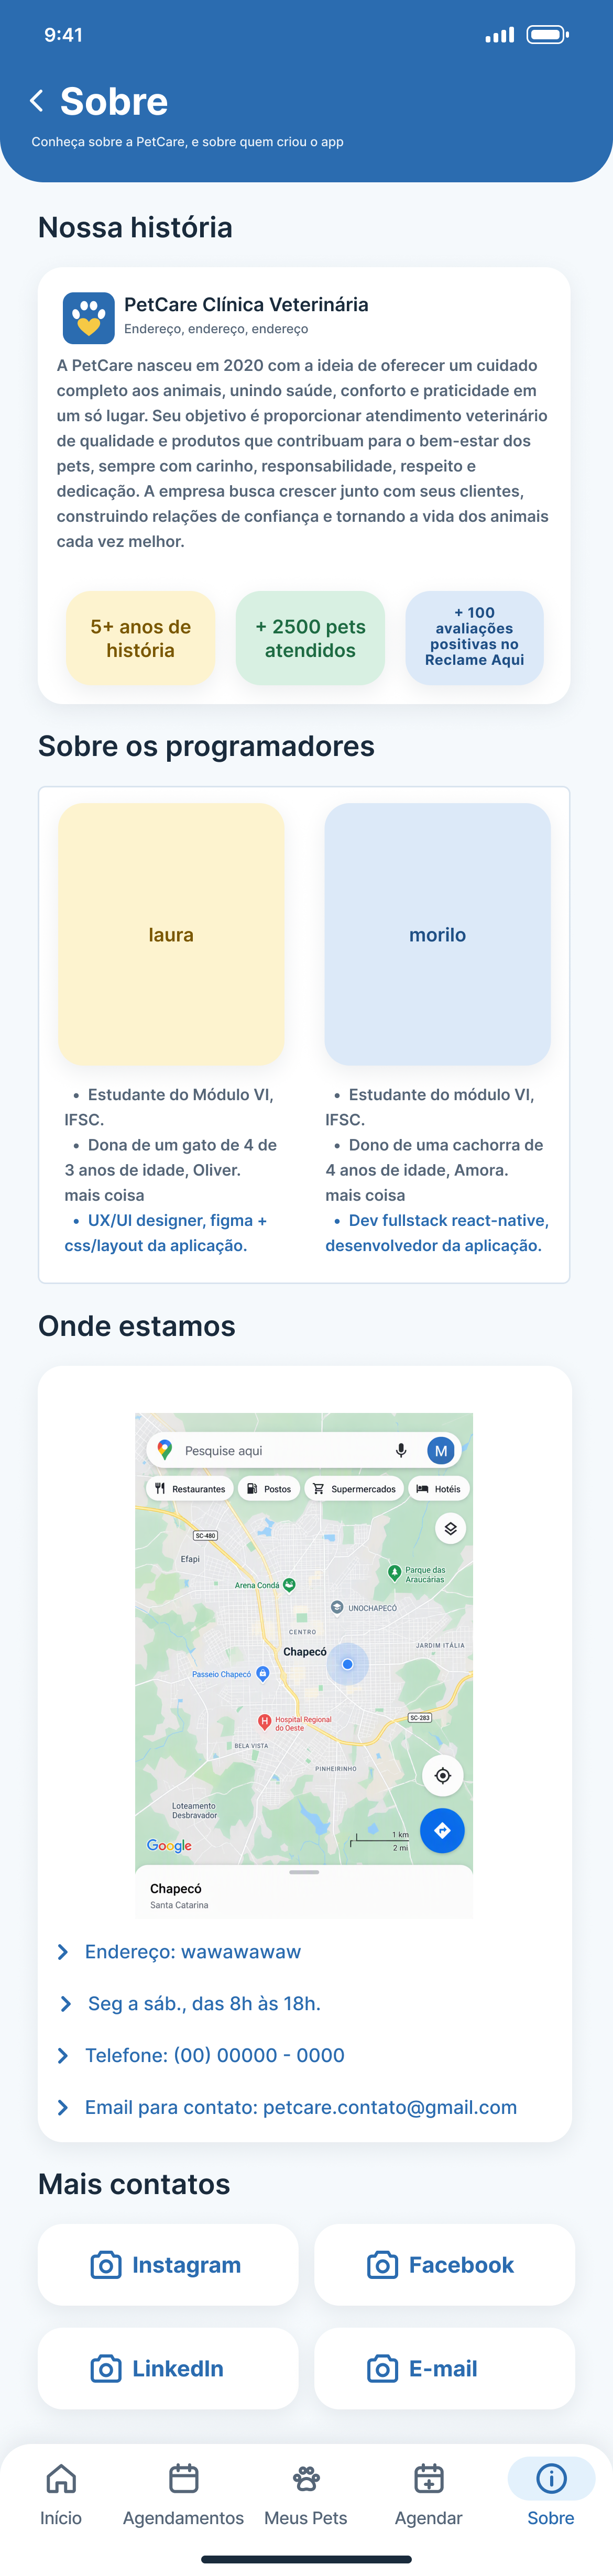 9:41
Sobre
Conheça sobre a PetCare, e sobre quem criou o app
Nossa história
PetCare Clínica Veterinária
Endereço, endereço, endereço
A PetCare nasceu em 2020 com a ideia de oferecer um cuidado
completo aos animais, unindo saúde, conforto e praticidade em
um só lugar. Seu objetivo é proporcionar atendimento veterinário
de qualidade e produtos que contribuam para o bem-estar dos
pets, sempre com carinho, responsabilidade, respeito e
dedicação. A empresa busca crescer junto com seus clientes,
construindo relações de confiança e tornando a vida dos animais
cada vez melhor.
5+ anos de
história
+ 2500 pets
atendidos
+ 100
avaliações
positivas no
Reclame Aqui
Sobre os programadores
laura
morilo
• Estudante do Módulo VI,
IFSC.
• Dona de um gato de 4 de
3 anos de idade, Oliver.
mais coisa
• UX/UI designer, figma +
css/layout da aplicação.
• Estudante do módulo VI,
IFSC.
• Dono de uma cachorra de
4 anos de idade, Amora.
mais coisa
• Dev fullstack react-native,
desenvolvedor da aplicação.
Onde estamos
Pesquise aqui
M
Restaurantes
Postos
Supermercados
Hotéis
SC-480
Efapi
Parque das
Araucárias
Arena Condá
UNOCHAPECÓ
CENTRO
Chapecó
JARDIM ITÁLIA
Passeio Chapecó
H
Hospital Regional
do Oeste
SC-283
BELA VISTA
PINHEIRINHO
Loteamento
Desbravador
Google
1 km
2 mi
Chapecó
Santa Catarina
Endereço: wawawawaw
Seg a sáb., das 8h às 18h.
Telefone: (00) 00000 - 0000
Email para contato: petcare.contato@gmail.com
Mais contatos
Instagram
Facebook
LinkedIn
E-mail
Início
Agendamentos
Meus Pets
Agendar
Sobre